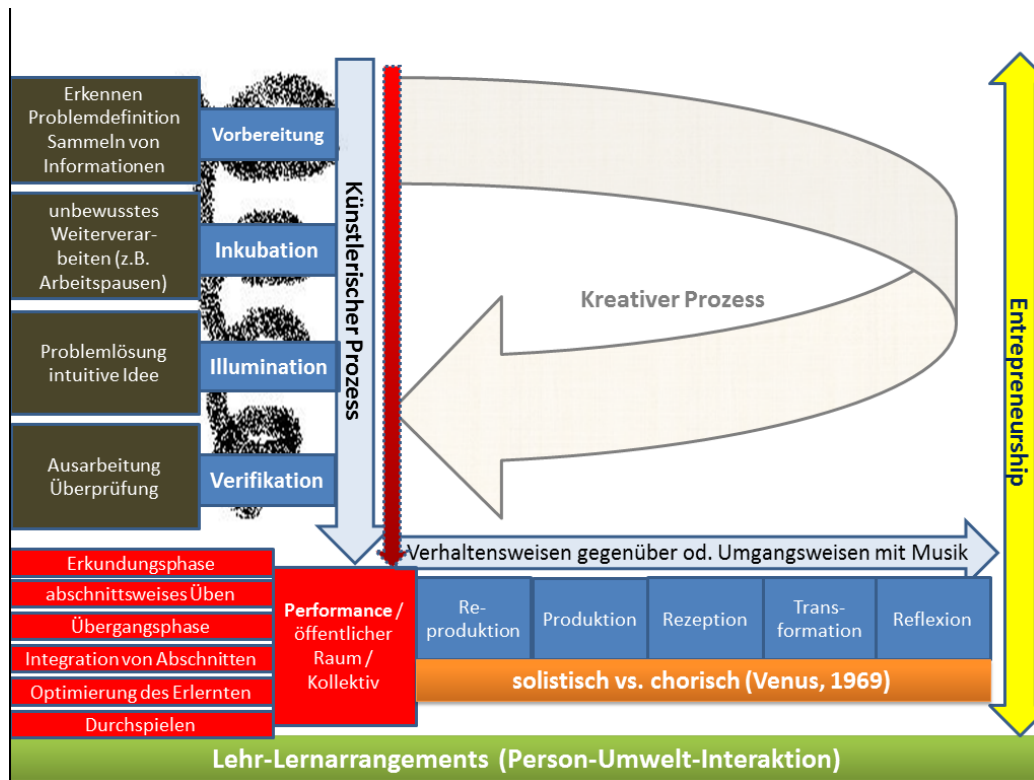 Erkennen
Problemdefinition
Sammeln von
Informationen
Vorbereitung
unbewusstes
Weiterverar-
beiten (z.B.
Arbeitspausen)
Inkubation
Problemlösung
intuitive Idee
Illumination
Ausarbeitung
Überprüfung
Verifikation
Künstlerischer Prozess
Kreativer Prozess
Entrepreneurship
Verhaltensweisen gegenüber od. Umgangsweisen mit Musik
Erkundungsphase
abschnittsweises Üben
Übergangsphase
Integration von Abschnitten
Optimierung des Erlernten
Durchspielen
Performance /
öffentlicher
Raum /
Kollektiv
Re-
produktion
Produktion
Rezeption
Trans-
formation
Reflexion
solistisch vs. chorisch (Venus, 1969)
Lehr-Lernarrangements (Person-Umwelt-Interaktion)